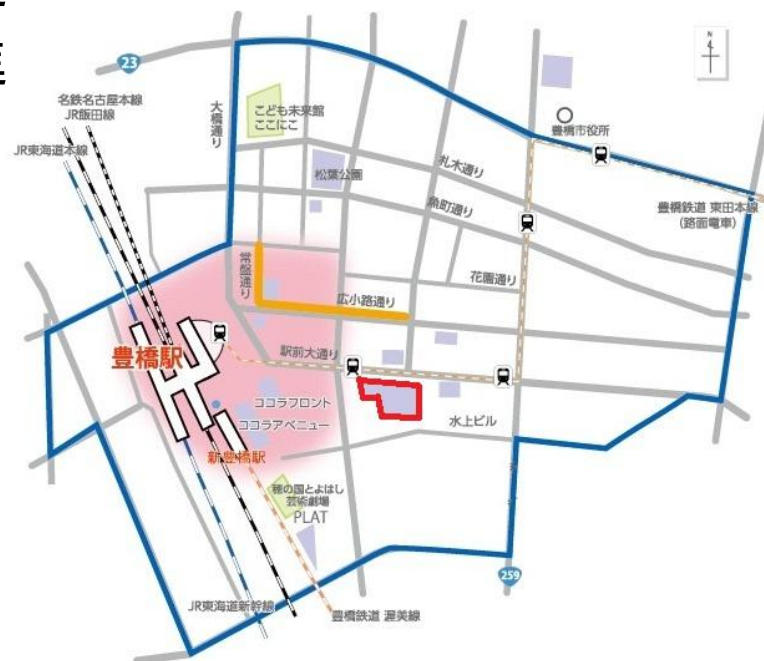 N
23
名鉄名古屋本線
JR飯田線
大橋通り
こども未来館
ここにこ
豊橋市役所
JR東海道本線
松葉公園
札木通り
魚町通り
豊橋鉄道 東田本線
(路面電車)
常盤通り
花園通り
広小路通り
豊橋駅
駅前大通り
ココラフロント
ココラアベニュー
水上ビル
新豊橋駅
穂の国とよはし
芸術劇場
PLAT
259
JR東海道新幹線
豊橋鉄道 渥美線